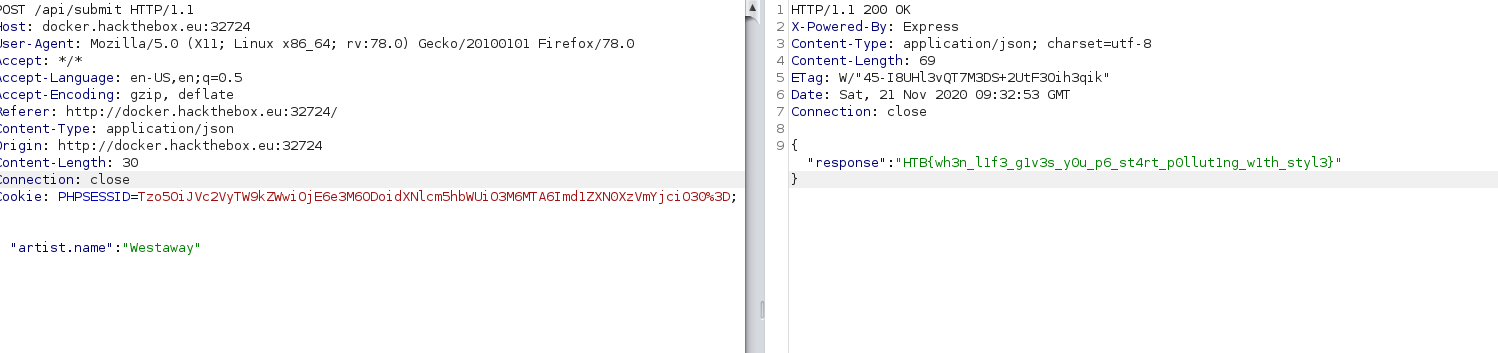 POST /api/submit HTTP/1.1
Host: docker.hackthebox.eu:32724
User-Agent: Mozilla/5.0 (X11; Linux x86_64; rv:78.0) Gecko/20100101 Firefox/78.0
Accept: */*
Accept-Language: en-US,en;q=0.5
Accept-Encoding: gzip, deflate
Referer: http://docker.hackthebox.eu:32724/
Content-Type: application/json
Origin: http://docker.hackthebox.eu:32724
Content-Length: 30
Connection: close
Cookie: PHPSESSID=Tzo5OiJVc2VyTW9kZWwiOjE6e3M6ODoidXNlcm5hbWUiO3M6MTA6Imd1ZXN0XzVmYjciO30%3D;
"artist.name":"Westaway"
1 HTTP/1.1 200 OK
2 X-Powered-By: Express
3 Content-Type: application/json; charset=utf-8
4 Content-Length: 69
5 ETag: W/"45-I8UHl3vQT7M3DS+2UtF3Oih3qik"
6 Date: Sat, 21 Nov 2020 09:32:53 GMT
7 Connection: close
8
9 {
"response":"HTB{wh3n_l1f3_g1v3s_y0u_p6_st4rt_p0llut1ng_w1th_styl3}"
}